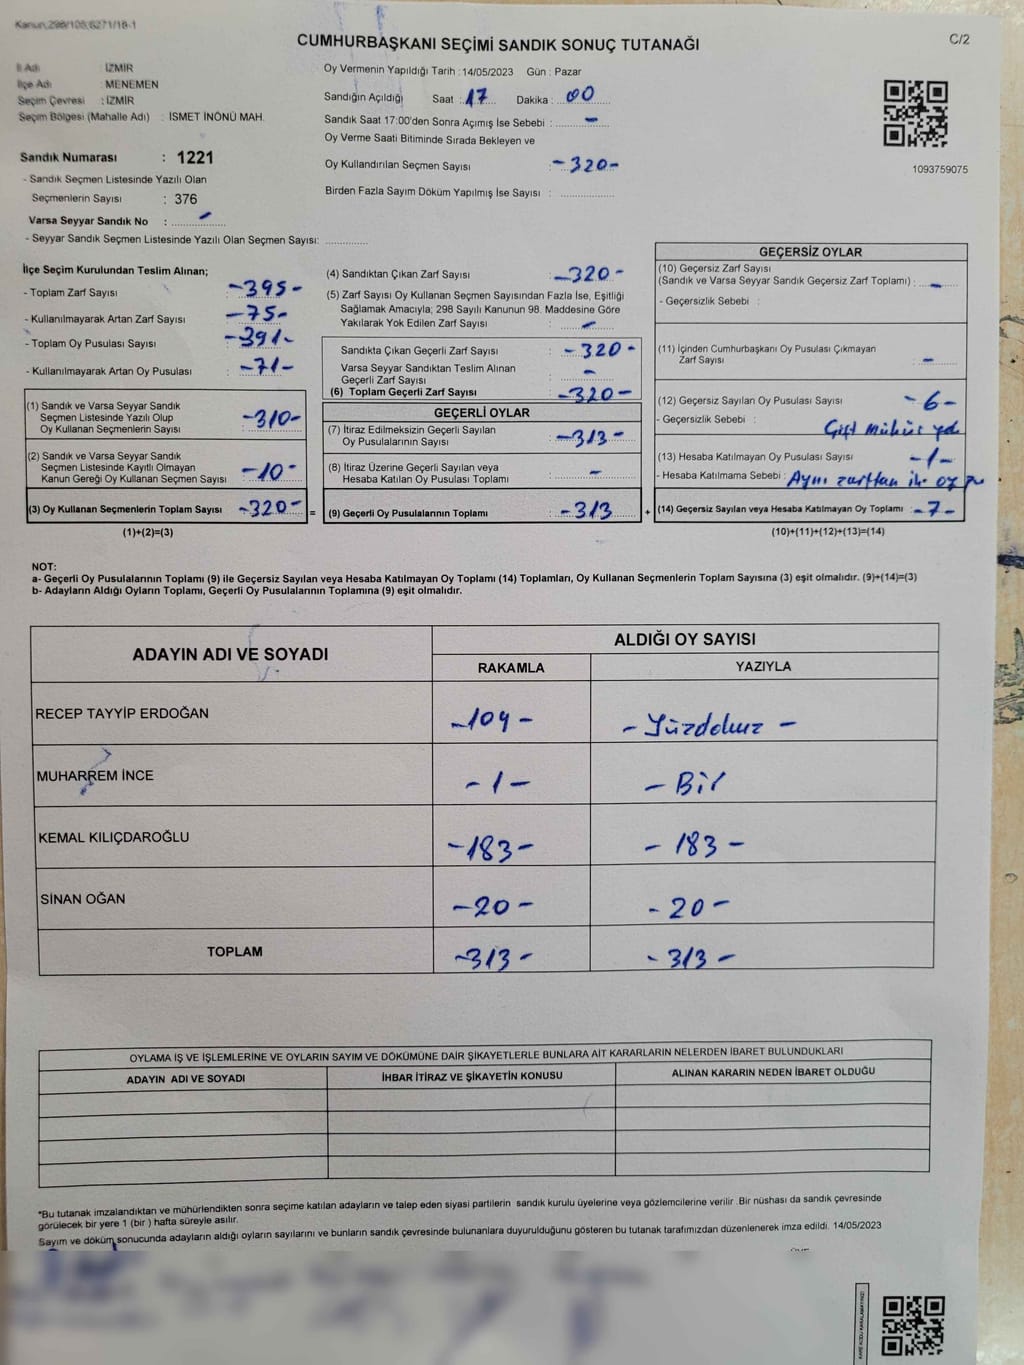 Kanun:298/105;6271/18-1
C/2
CUMHURBAŞKANI SEÇİMİ SANDIK SONUÇ TUTANAĞI
İl Adı : İZMİR
İlçe Adı : MENEMEN
Seçim Çevresi : İZMİR
Seçim Bölgesi (Mahalle Adı) : İSMET İNÖNÜ MAH.
Sandık Numarası : 1221
- Sandık Seçmen Listesinde Yazılı Olan
Seçmenlerin Sayısı : 376
Varsa Seyyar Sandık No : -
- Seyyar Sandık Seçmen Listesinde Yazılı Olan Seçmen Sayısı: ..............
Oy Vermenin Yapıldığı Tarih : 14/05/2023 Gün : Pazar
Sandığın Açıldığı Saat : 17 Dakika : 00
Sandık Saat 17:00'den Sonra Açımış İse Sebebi : -
Oy Verme Saati Bitiminde Sırada Bekleyen ve
Oy Kullandırılan Seçmen Sayısı : -320-
Birden Fazla Sayım Döküm Yapılmış İse Sayısı : ..............
1093759075
İlçe Seçim Kurulundan Teslim Alınan;
- Toplam Zarf Sayısı : -395-
- Kullanılmayarak Artan Zarf Sayısı : -75-
- Toplam Oy Pusulası Sayısı : -391-
- Kullanılmayarak Artan Oy Pusulası : -71-
(1) Sandık ve Varsa Seyyar Sandık
Seçmen Listesinde Yazılı Olup
Oy Kullanan Seçmenlerin Sayısı : -310-
(2) Sandık ve Varsa Seyyar Sandık
Seçmen Listesinde Kayıtlı Olmayan
Kanun Gereği Oy Kullanan Seçmen Sayısı : -10-
(3) Oy Kullanan Seçmenlerin Toplam Sayısı : -320- =
(1)+(2)=(3)
(4) Sandıktan Çıkan Zarf Sayısı : -320-
(5) Zarf Sayısı Oy Kullanan Seçmen Sayısından Fazla İse, Eşitliği
Sağlamak Amacıyla; 298 Sayılı Kanunun 98. Maddesine Göre
Yakılarak Yok Edilen Zarf Sayısı : -
Sandıkta Çıkan Geçerli Zarf Sayısı : -320-
Varsa Seyyar Sandıktan Teslim Alınan
Geçerli Zarf Sayısı : -
(6) Toplam Geçerli Zarf Sayısı : -320-
GEÇERLİ OYLAR
(7) İtiraz Edilmeksizin Geçerli Sayılan
Oy Pusulalarının Sayısı : -313-
(8) İtiraz Üzerine Geçerli Sayılan veya
Hesaba Katılan Oy Pusulası Toplamı : -
(9) Geçerli Oy Pusulalarının Toplamı : -313- +
GEÇERSİZ OYLAR
(10) Geçersiz Zarf Sayısı
(Sandık ve Varsa Seyyar Sandık Geçersiz Zarf Toplamı) : -
- Geçersizlik Sebebi :
(11) İçinden Cumhurbaşkanı Oy Pusulası Çıkmayan
Zarf Sayısı : -
(12) Geçersiz Sayılan Oy Pusulası Sayısı : -6-
- Geçersizlik Sebebi : Çift Mühür
(13) Hesaba Katılmayan Oy Pusulası Sayısı : -1-
- Hesaba Katılmama Sebebi : Aynı zarftan iki oy
(14) Geçersiz Sayılan veya Hesaba Katılmayan Oy Toplamı : -7-
(10)+(11)+(12)+(13)=(14)
NOT:
a- Geçerli Oy Pusulalarının Toplamı (9) ile Geçersiz Sayılan veya Hesaba Katılmayan Oy Toplamı (14) Toplamları, Oy Kullanan Seçmenlerin Toplam Sayısına (3) eşit olmalıdır. (9)+(14)=(3)
b- Adayların Aldığı Oyların Toplamı, Geçerli Oy Pusulalarının Toplamına (9) eşit olmalıdır.
ADAYIN ADI VE SOYADI ALDIĞI OY SAYISI
RAKAMLA YAZIYLA
RECEP TAYYİP ERDOĞAN -109- - Yüzdokuz -
MUHARREM İNCE -1- - Bir
KEMAL KILIÇDAROĞLU -183- - 183 -
SİNAN OĞAN -20- - 20 -
TOPLAM -313- - 313 -
OYLAMA İŞ VE İŞLEMLERİNE VE OYLARIN SAYIM VE DÖKÜMÜNE DAİR ŞİKAYETLERLE BUNLARA AİT KARARLARIN NELERDEN İBARET BULUNDUKLARI
ADAYIN ADI VE SOYADI İHBAR İTİRAZ VE ŞİKAYETİN KONUSU ALINAN KARARIN NEDEN İBARET OLDUĞU
*Bu tutanak imzalandıktan ve mühürlendikten sonra seçime katılan adayların ve talep eden siyasi partilerin sandık kurulu üyelerine veya gözlemcilerine verilir .Bir nüshası da sandık çevresinde
görülecek bir yere 1 (bir ) hafta süreyle asılır.
Sayım ve döküm sonucunda adayların aldığı oyların sayılarını ve bunların sandık çevresinde bulunanlara duyurulduğunu gösteren bu tutanak tarafımızdan düzenlenerek imza edildi. 14/05/2023